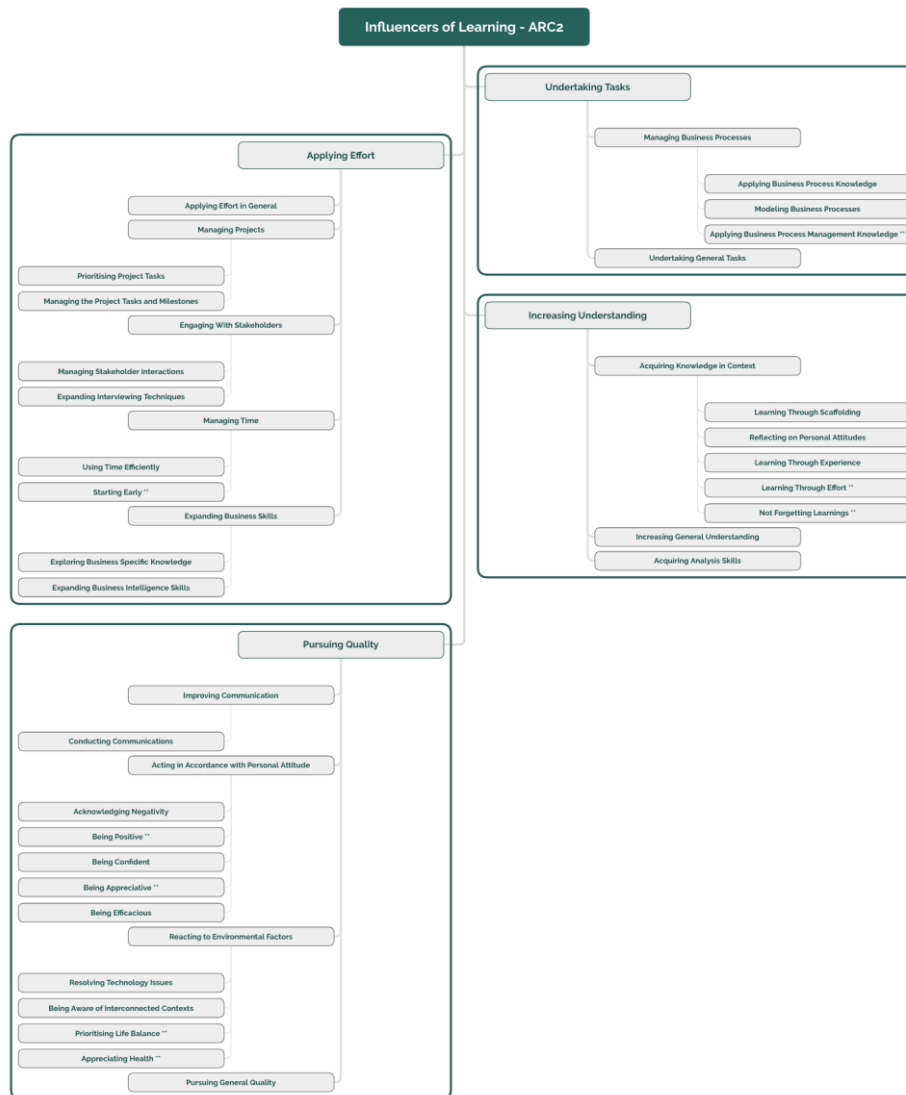 Influencers of Learning - ARC2
Undertaking Tasks
Managing Business Processes
Applying Business Process Knowledge
Modeling Business Processes
Applying Business Process Management Knowledge **
Undertaking General Tasks
Applying Effort
Applying Effort in General
Managing Projects
Prioritising Project Tasks
Managing the Project Tasks and Milestones
Engaging With Stakeholders
Managing Stakeholder Interactions
Expanding Interviewing Techniques
Managing Time
Using Time Efficiently
Starting Early **
Expanding Business Skills
Exploring Business Specific Knowledge
Expanding Business Intelligence Skills
Increasing Understanding
Acquiring Knowledge in Context
Learning Through Scaffolding
Reflecting on Personal Attitudes
Learning Through Experience
Learning Through Effort **
Not Forgetting Learnings **
Increasing General Understanding
Acquiring Analysis Skills
Pursuing Quality
Improving Communication
Conducting Communications
Acting in Accordance with Personal Attitude
Acknowledging Negativity
Being Positive **
Being Confident
Being Appreciative **
Being Efficacious
Reacting to Environmental Factors
Resolving Technology Issues
Being Aware of Interconnected Contexts
Prioritising Life Balance **
Appreciating Health **
Pursuing General Quality